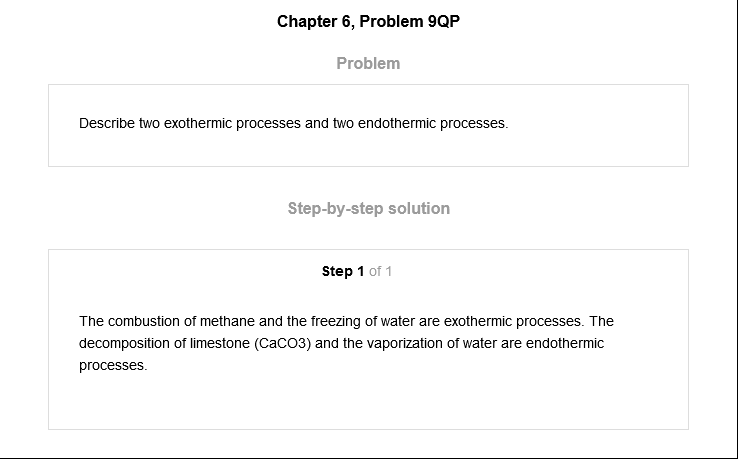 Chapter 6, Problem 9QP
Problem
Describe two exothermic processes and two endothermic processes.
Step-by-step solution
Step 1 of 1
The combustion of methane and the freezing of water are exothermic processes. The
decomposition of limestone (CaCO3) and the vaporization of water are endothermic
processes.